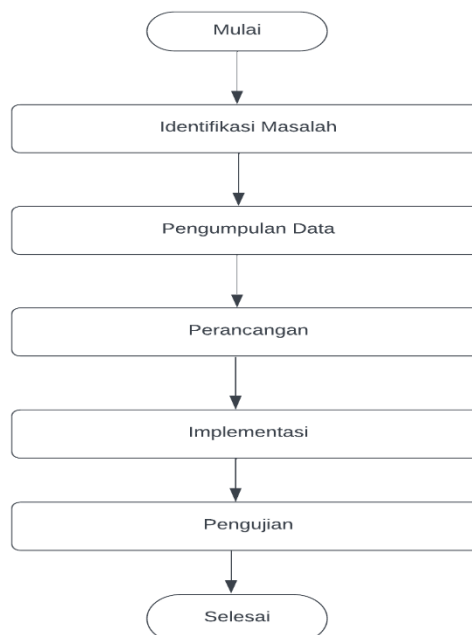 Mulai
Identifikasi Masalah
Pengumpulan Data
Perancangan
Implementasi
Pengujian
Selesai